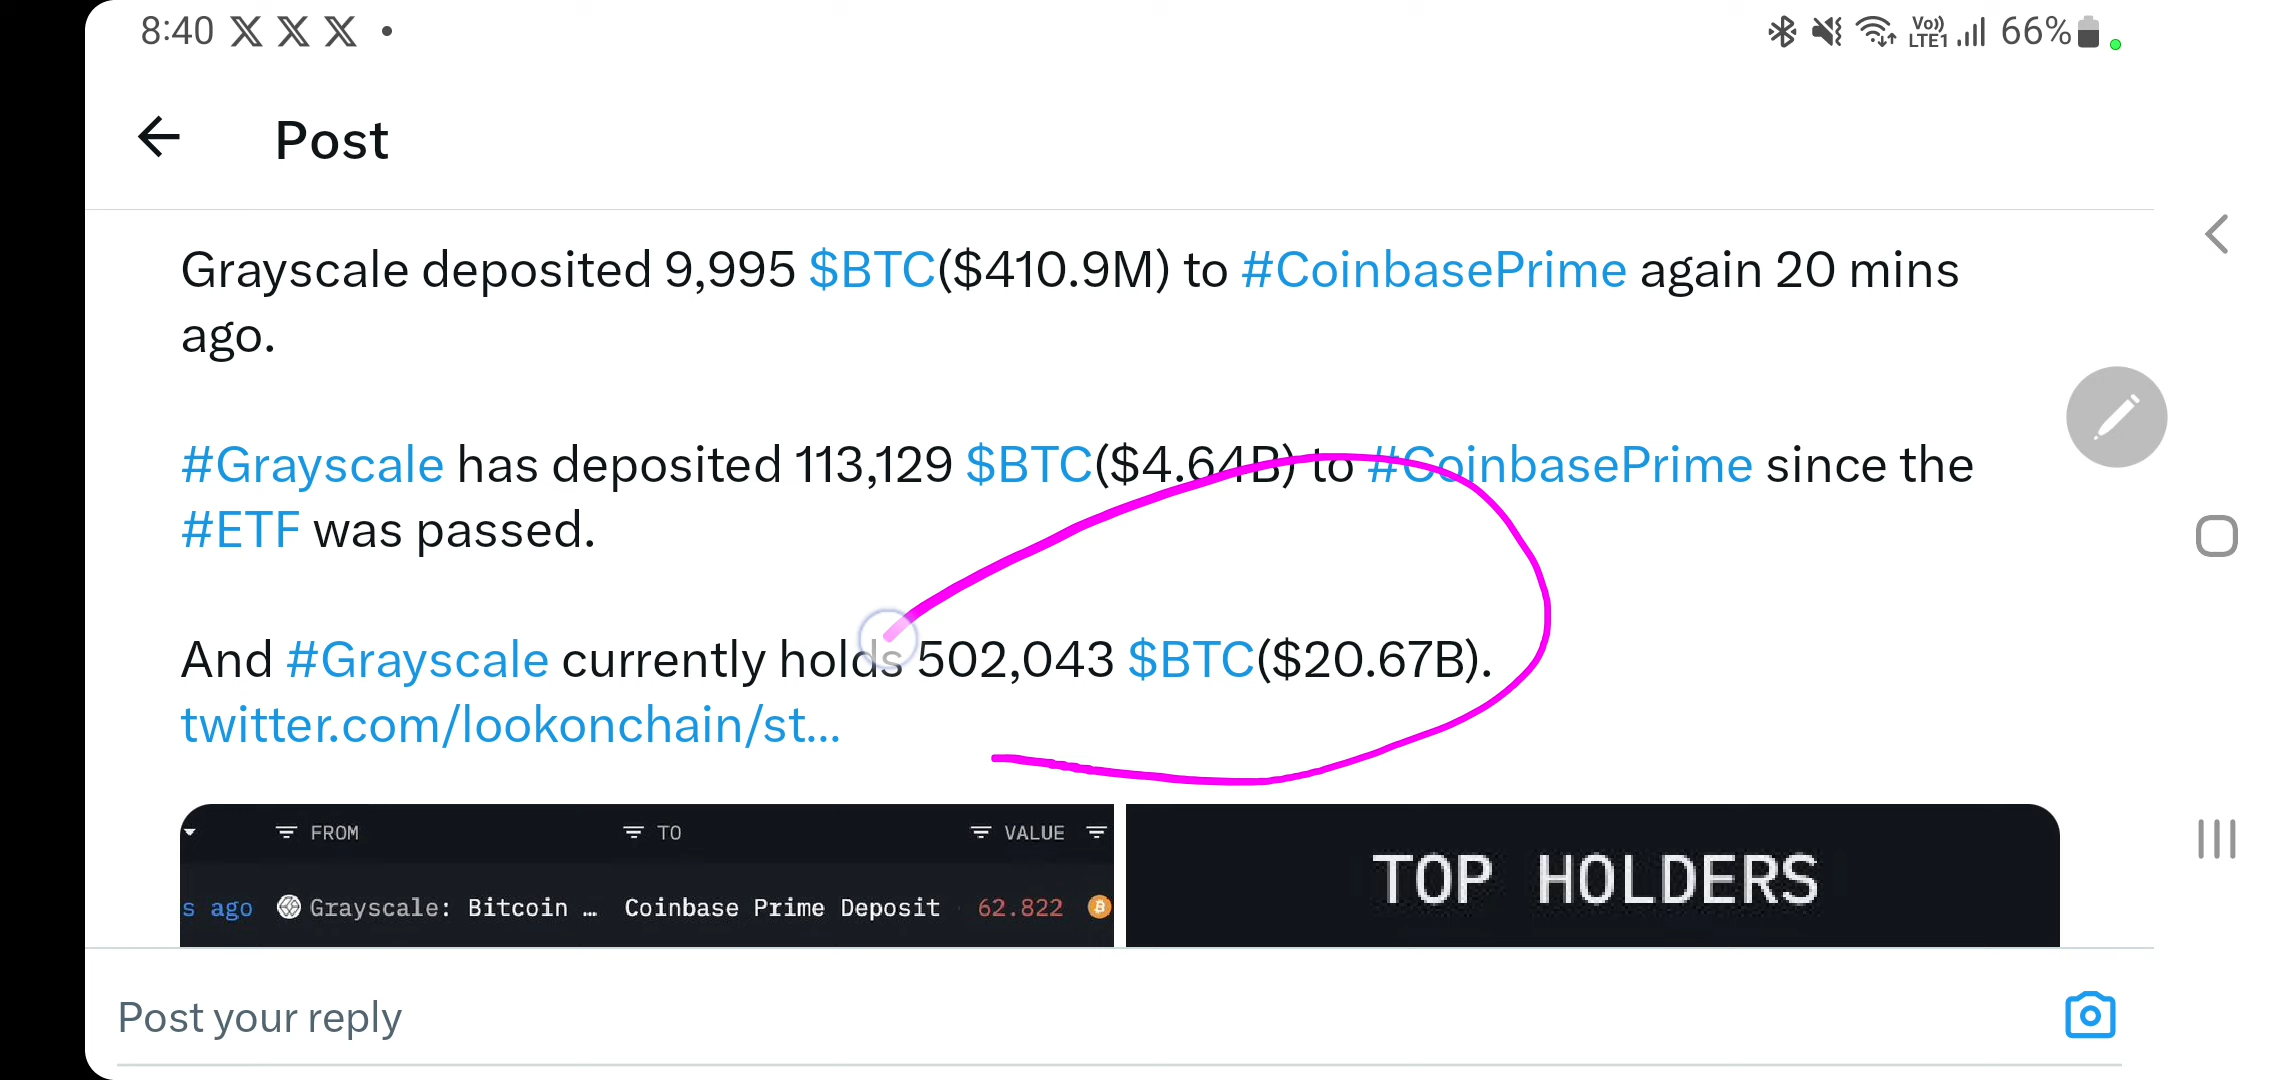 8:40
Vo)) LTE1 66%
Post
Grayscale deposited 9,995 $BTC($410.9M) to #CoinbasePrime again 20 mins
ago.
#Grayscale has deposited 113,129 $BTC($4.64B) to #CoinbasePrime since the
#ETF was passed.
And #Grayscale currently holds 502,043 $BTC($20.67B).
twitter.com/lookonchain/st...
FROM TO VALUE
TOP HOLDERS
s ago Grayscale: Bitcoin … Coinbase Prime Deposit 62.822
Post your reply